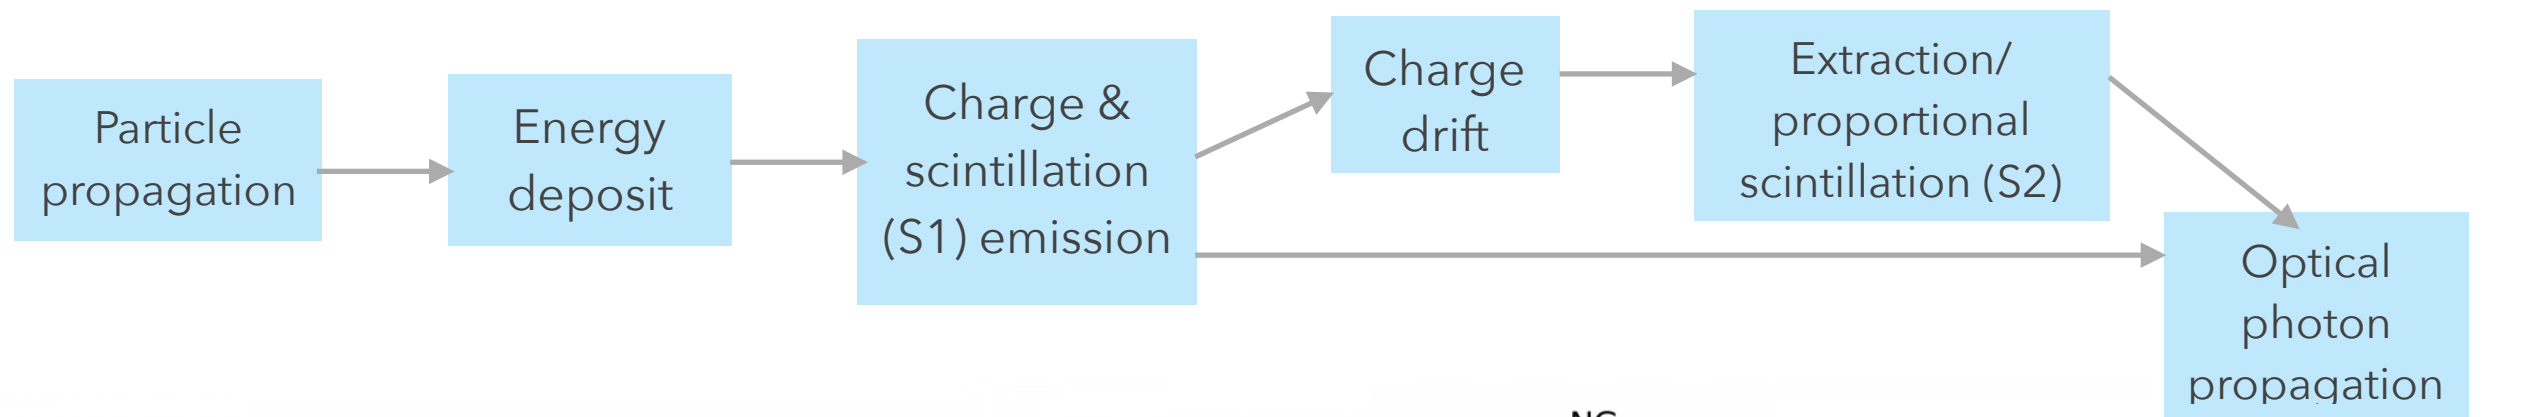 Particle
propagation
Energy
deposit
Charge &
scintillation
(S1) emission
Charge
drift
Extraction/
proportional
scintillation (S2)
Optical
photon
propagation